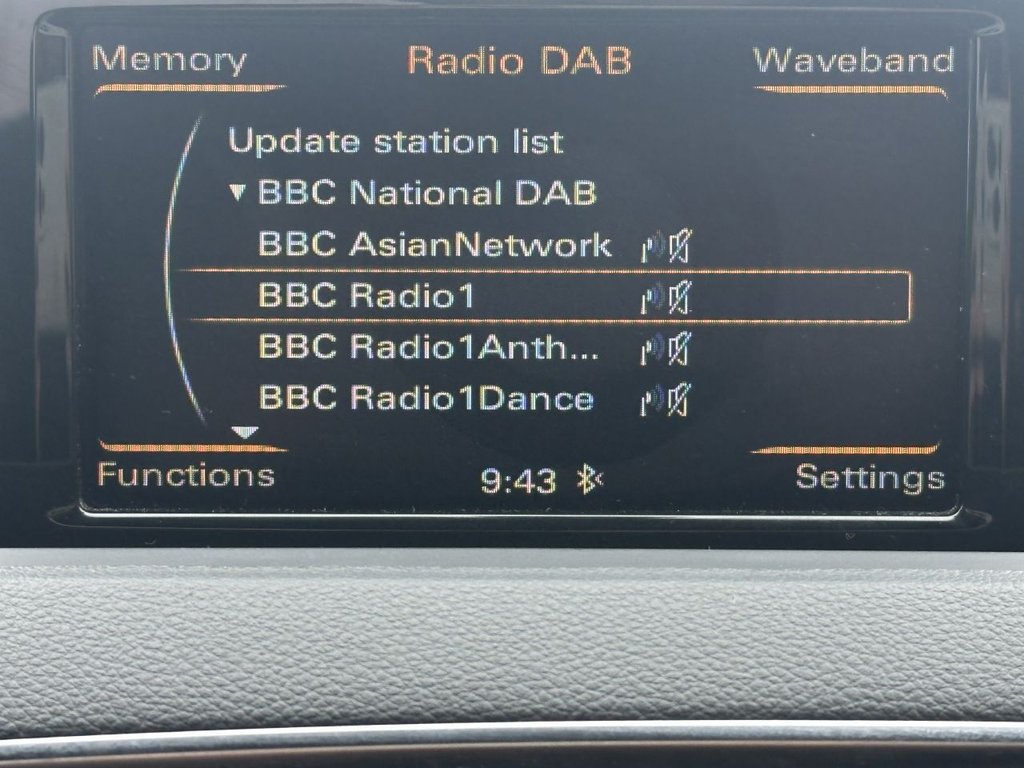 Memory Radio DAB Waveband
Update station list
BBC National DAB
BBC AsianNetwork
BBC Radio1
BBC Radio1Anth...
BBC Radio1Dance
Functions 9:43 Settings